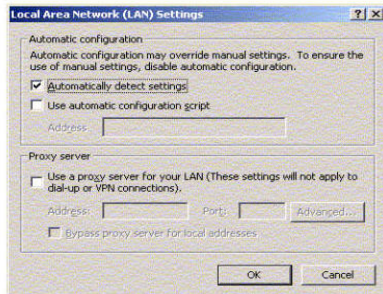 Local Area Network (LAN) Settings
Automatic configuration
Automatic configuration may override manual settings. To ensure the
use of manual settings, disable automatic configuration.
Automatically detect settings
Use automatic configuration script
Address
Proxy server
Use a proxy server for your LAN (These settings will not apply to
dial-up or VPN connections).
Address: Port: Advanced...
Bypass proxy server for local addresses
OK Cancel